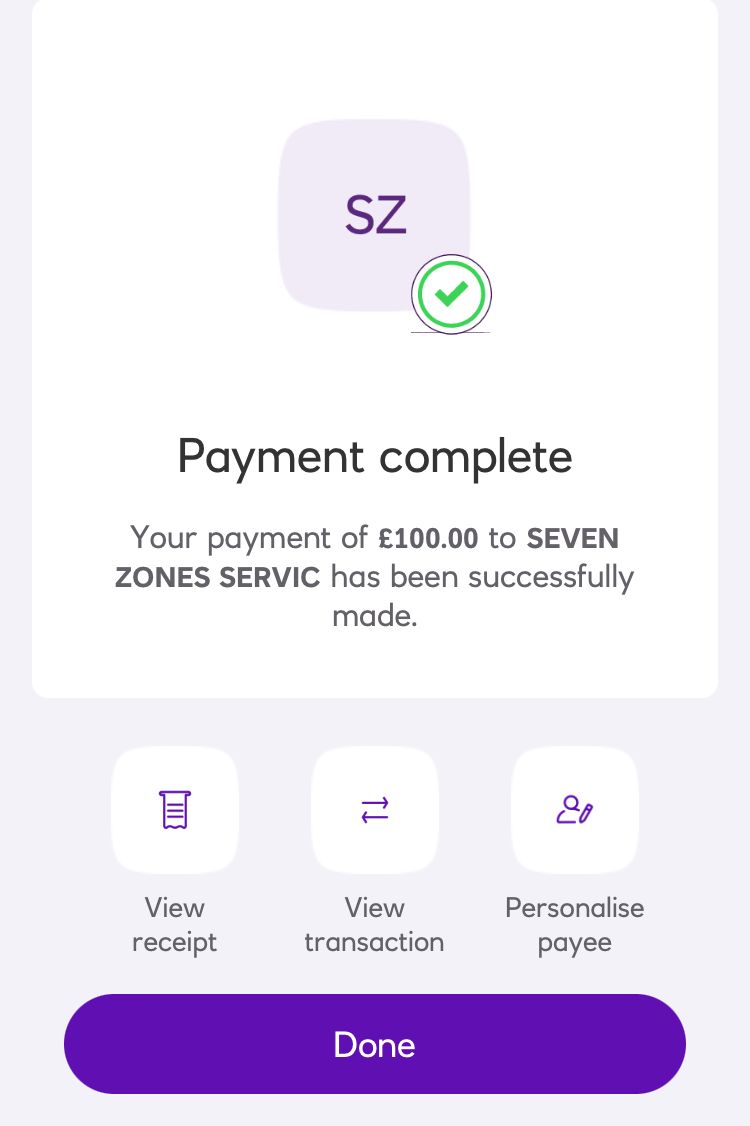 SZ
Payment complete
Your payment of £100.00 to SEVEN
ZONES SERVIC has been successfully
made.
View
receipt
View
transaction
Personalise
payee
Done